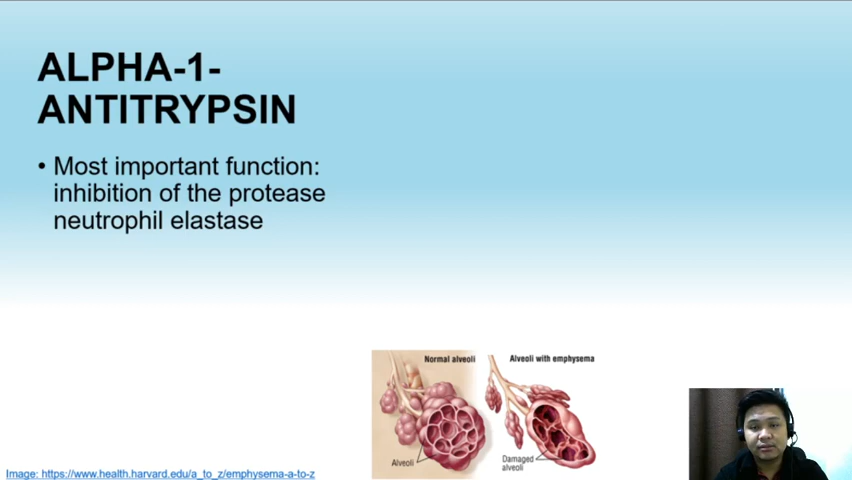 ALPHA-1-
ANTITRYPSIN
• Most important function:
inhibition of the protease
neutrophil elastase
Normal alveoli
Alveoli with emphysema
Alveoli
Damaged
alveoli
Image: https://www.health.harvard.edu/a_to_z/emphysema-a-to-z